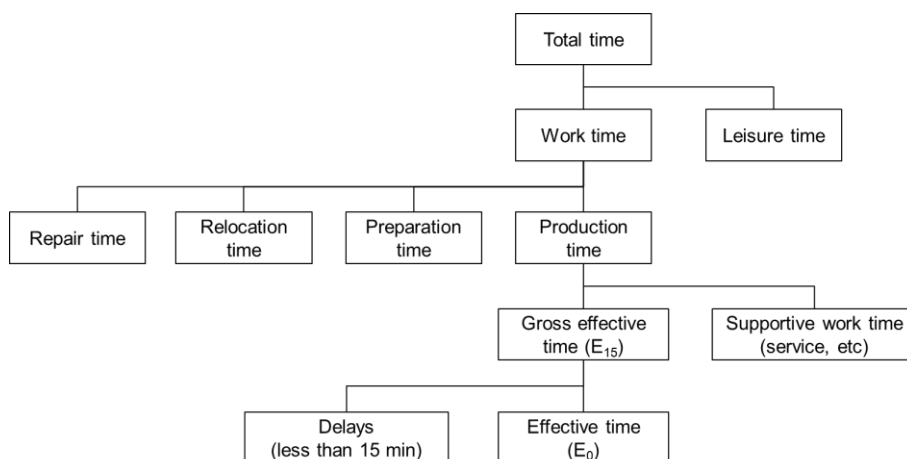 Total time
Work time
Leisure time
Repair time
Relocation
time
Preparation
time
Production
time
Gross effective
time (E₁₅)
Supportive work time
(service, etc)
Delays
(less than 15 min)
Effective time
(E₀)